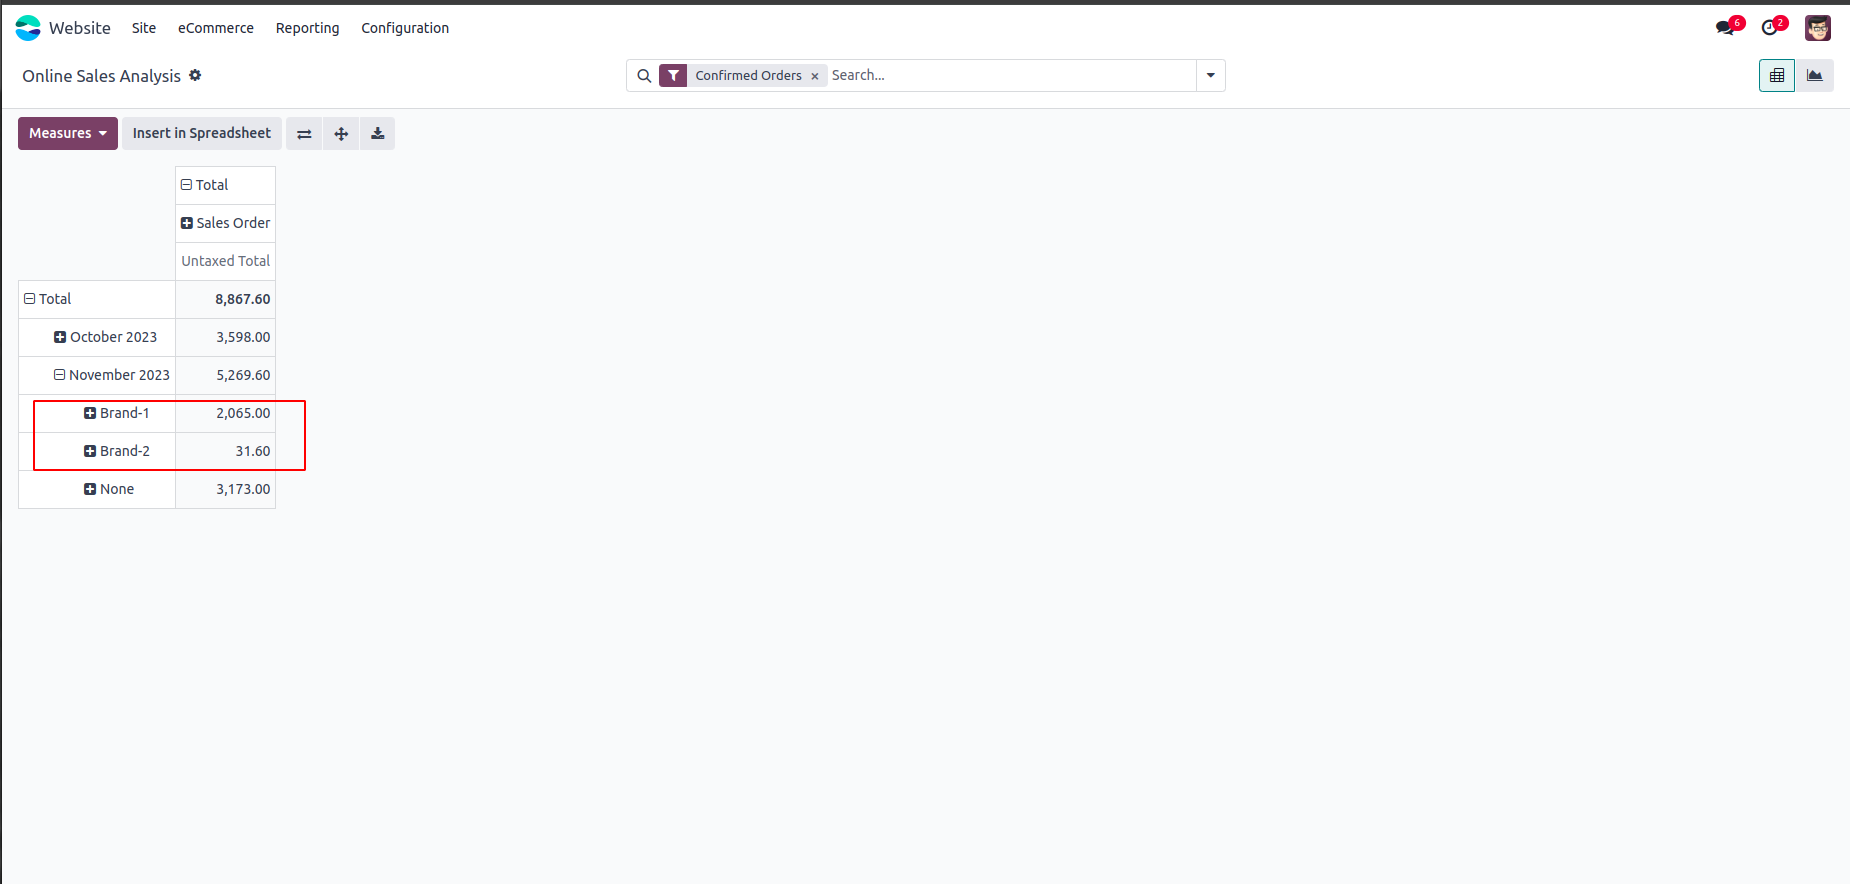 Website Site eCommerce Reporting Configuration 6 2
Online Sales Analysis Confirmed Orders × Search...
Measures Insert in Spreadsheet
Total
Sales Order
Untaxed Total
Total 8,867.60
October 2023 3,598.00
November 2023 5,269.60
Brand-1 2,065.00
Brand-2 31.60
None 3,173.00